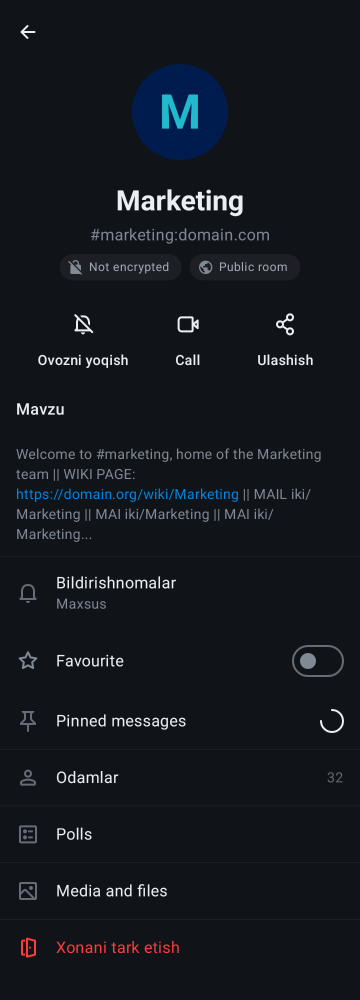 M
Marketing
#marketing:domain.com
Not encrypted
Public room
Ovozni yoqish
Call
Ulashish
Mavzu
Welcome to #marketing, home of the Marketing
team || WIKI PAGE:
https://domain.org/wiki/Marketing || MAIL iki/
Marketing || MAI iki/Marketing || MAI iki/
Marketing...
Bildirishnomalar
Maxsus
Favourite
Pinned messages
Odamlar 32
Polls
Media and files
Xonani tark etish